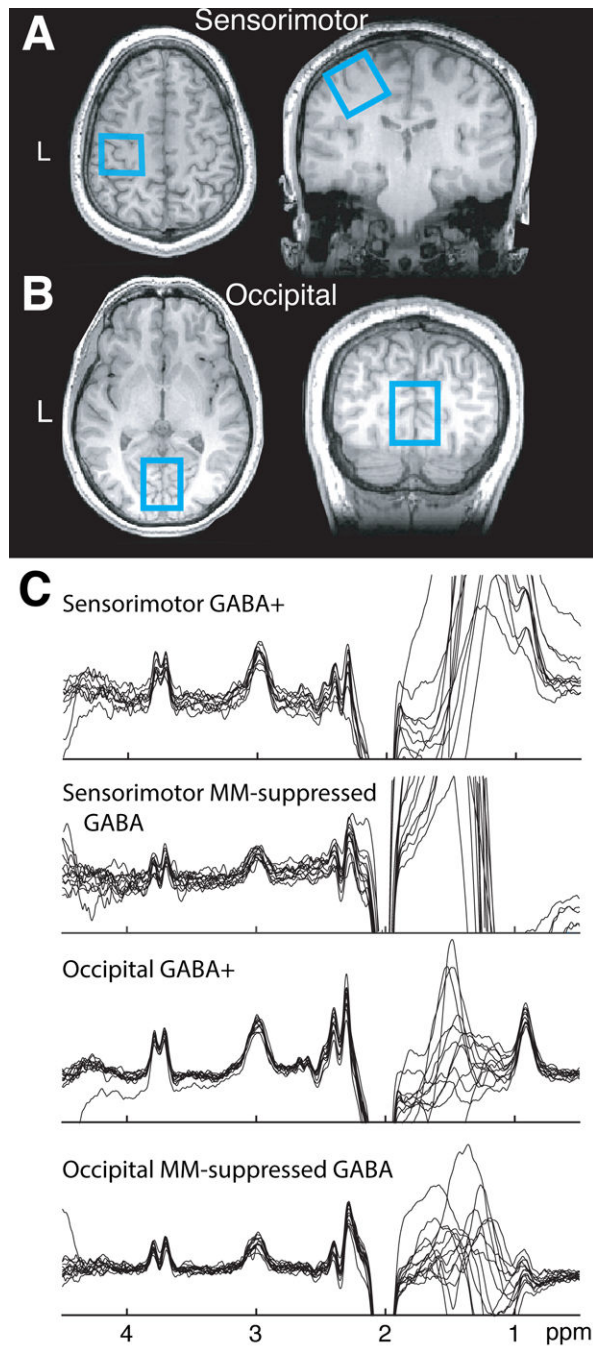 A
Sensorimotor
L
B
Occipital
L
C
Sensorimotor GABA+
Sensorimotor MM-suppressed
GABA
Occipital GABA+
Occipital MM-suppressed GABA
4 3 2 1 ppm